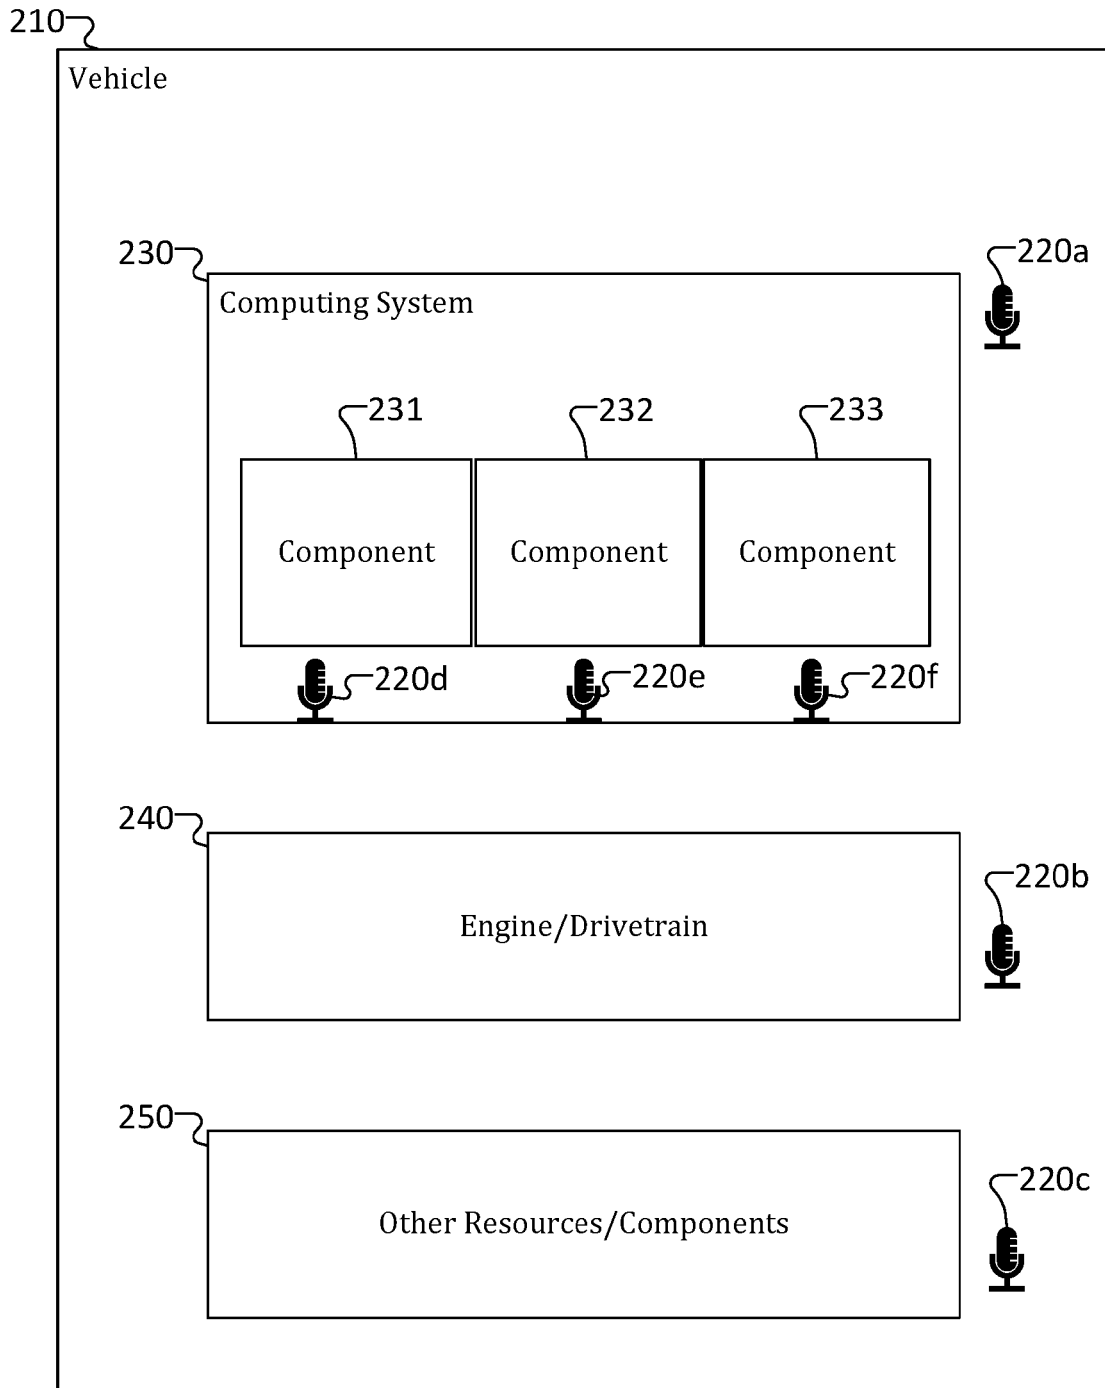 210
Vehicle
230
220a
Computing System
231
232
233
Component
Component
Component
220d
220e
220f
240
220b
Engine/Drivetrain
250
220c
Other Resources/Components